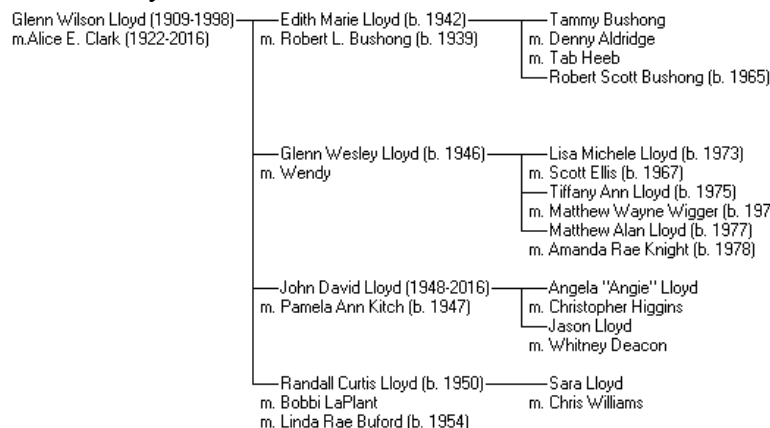 Glenn Wilson Lloyd (1909-1998)
m.Alice E. Clark (1922-2016)
Edith Marie Lloyd (b. 1942)
m. Robert L. Bushong (b. 1939)
Tammy Bushong
m. Denny Aldridge
m. Tab Heeb
Robert Scott Bushong (b. 1965)
Glenn Wesley Lloyd (b. 1946)
m. Wendy
Lisa Michele Lloyd (b. 1973)
m. Scott Ellis (b. 1967)
Tiffany Ann Lloyd (b. 1975)
m. Matthew Wayne Wigger (b. 197
Matthew Alan Lloyd (b. 1977)
m. Amanda Rae Knight (b. 1978)
John David Lloyd (1948-2016)
m. Pamela Ann Kitch (b. 1947)
Angela "Angie" Lloyd
m. Christopher Higgins
Jason Lloyd
m. Whitney Deacon
Randall Curtis Lloyd (b. 1950)
m. Bobbi LaPlant
m. Linda Rae Buford (b. 1954)
Sara Lloyd
m. Chris Williams